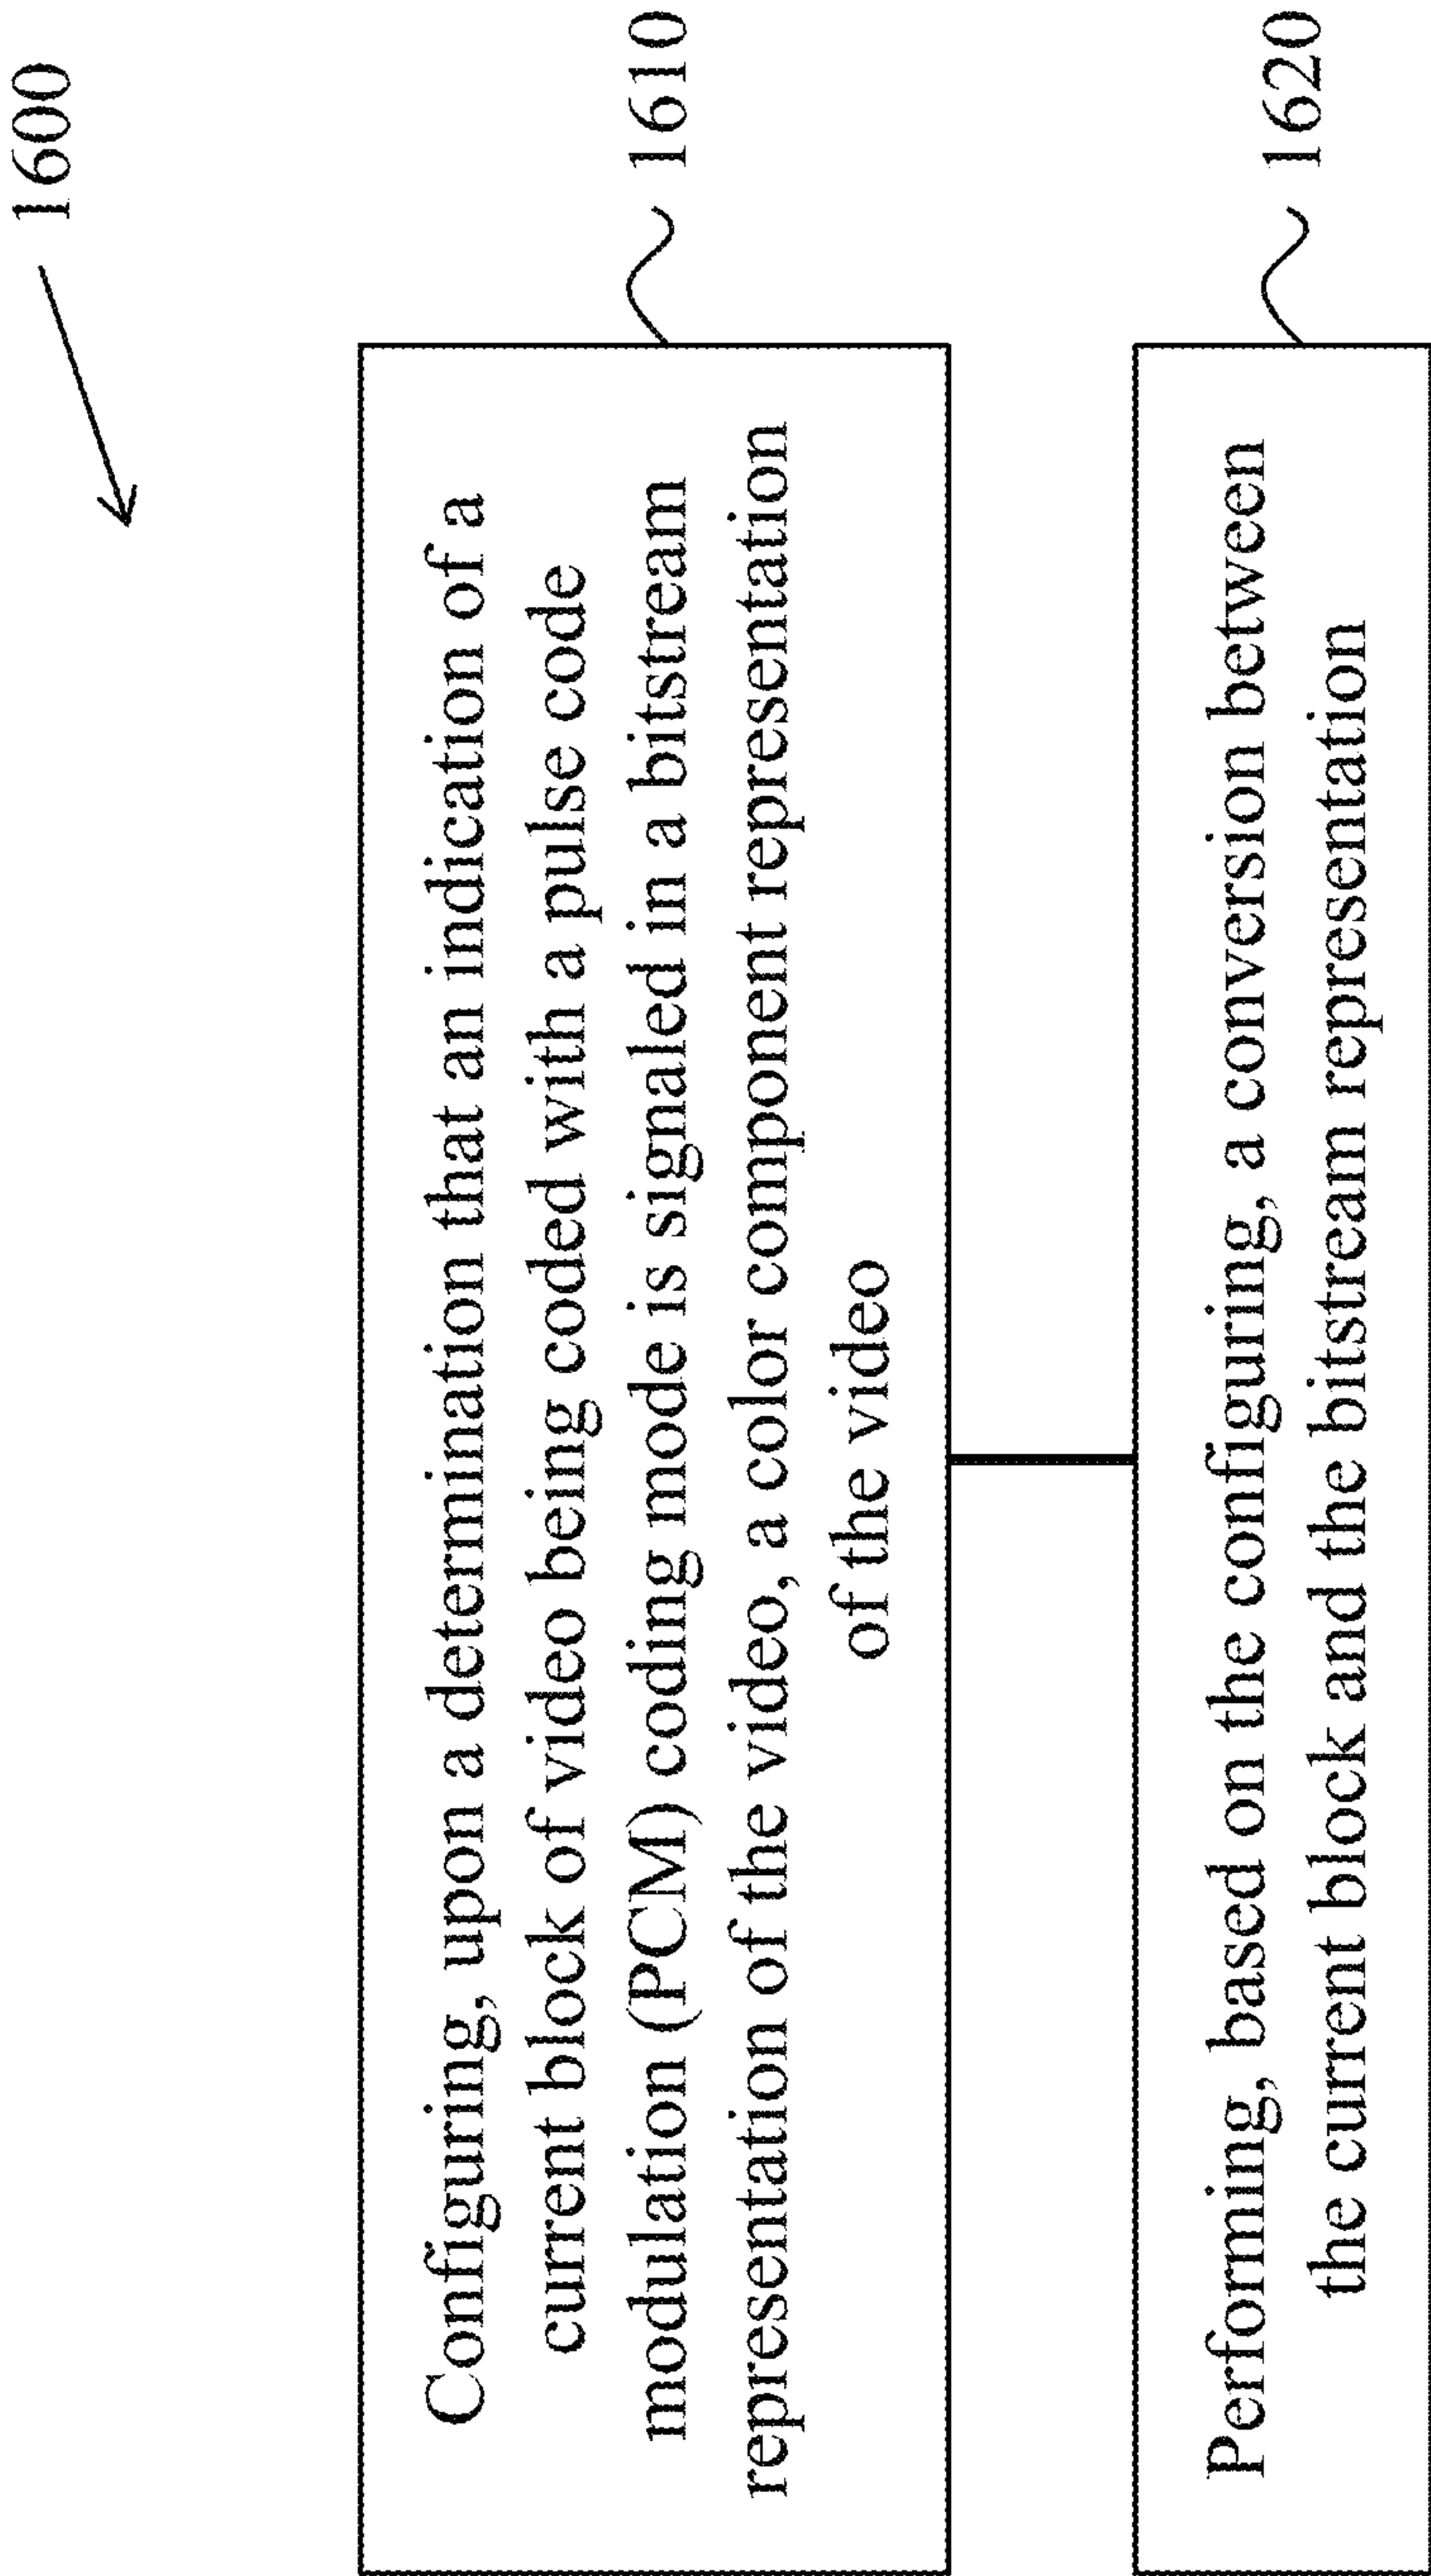 1600
Configuring, upon a determination that an indication of a
current block of video being coded with a pulse code
modulation (PCM) coding mode is signaled in a bitstream
representation of the video, a color component representation
of the video
1610
Performing, based on the configuring, a conversion between
the current block and the bitstream representation
1620